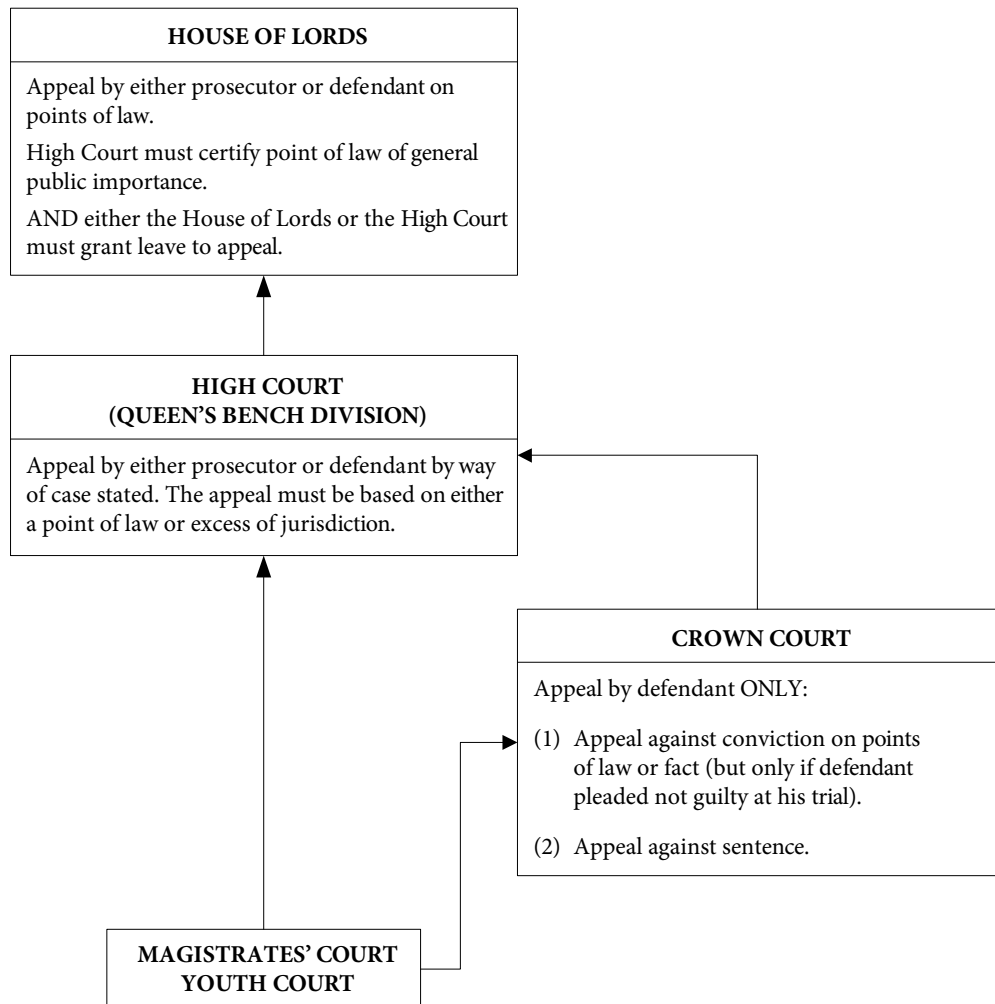 HOUSE OF LORDS
Appeal by either prosecutor or defendant on
points of law.
High Court must certify point of law of general
public importance.
AND either the House of Lords or the High Court
must grant leave to appeal.
HIGH COURT
(QUEEN’S BENCH DIVISION)
Appeal by either prosecutor or defendant by way
of case stated. The appeal must be based on either
a point of law or excess of jurisdiction.
CROWN COURT
Appeal by defendant ONLY:
(1) Appeal against conviction on points
of law or fact (but only if defendant
pleaded not guilty at his trial).
(2) Appeal against sentence.
MAGISTRATES’ COURT
YOUTH COURT